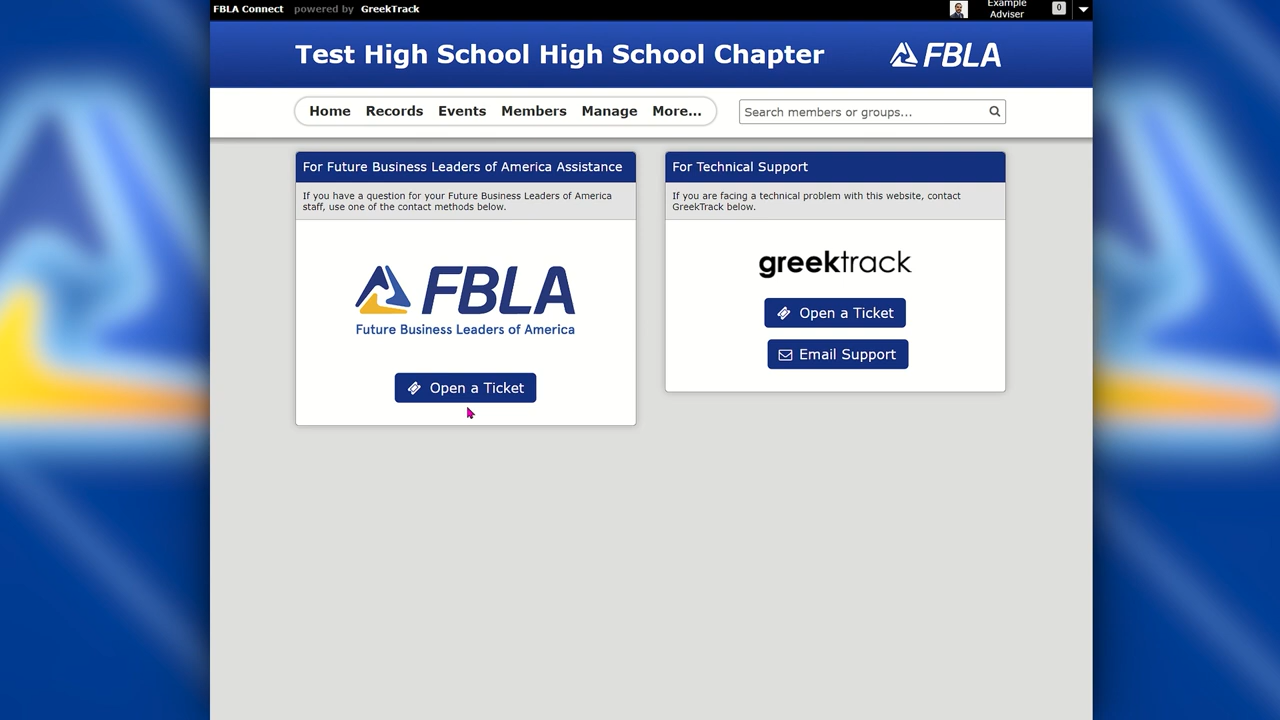 FBLA Connect powered by GreekTrack
Example
Adviser
0
Test High School High School Chapter
FBLA
Home Records Events Members Manage More...
Search members or groups...
For Future Business Leaders of America Assistance
If you have a question for your Future Business Leaders of America
staff, use one of the contact methods below.
FBLA
Future Business Leaders of America
Open a Ticket
For Technical Support
If you are facing a technical problem with this website, contact
GreekTrack below.
greektrack
Open a Ticket
Email Support